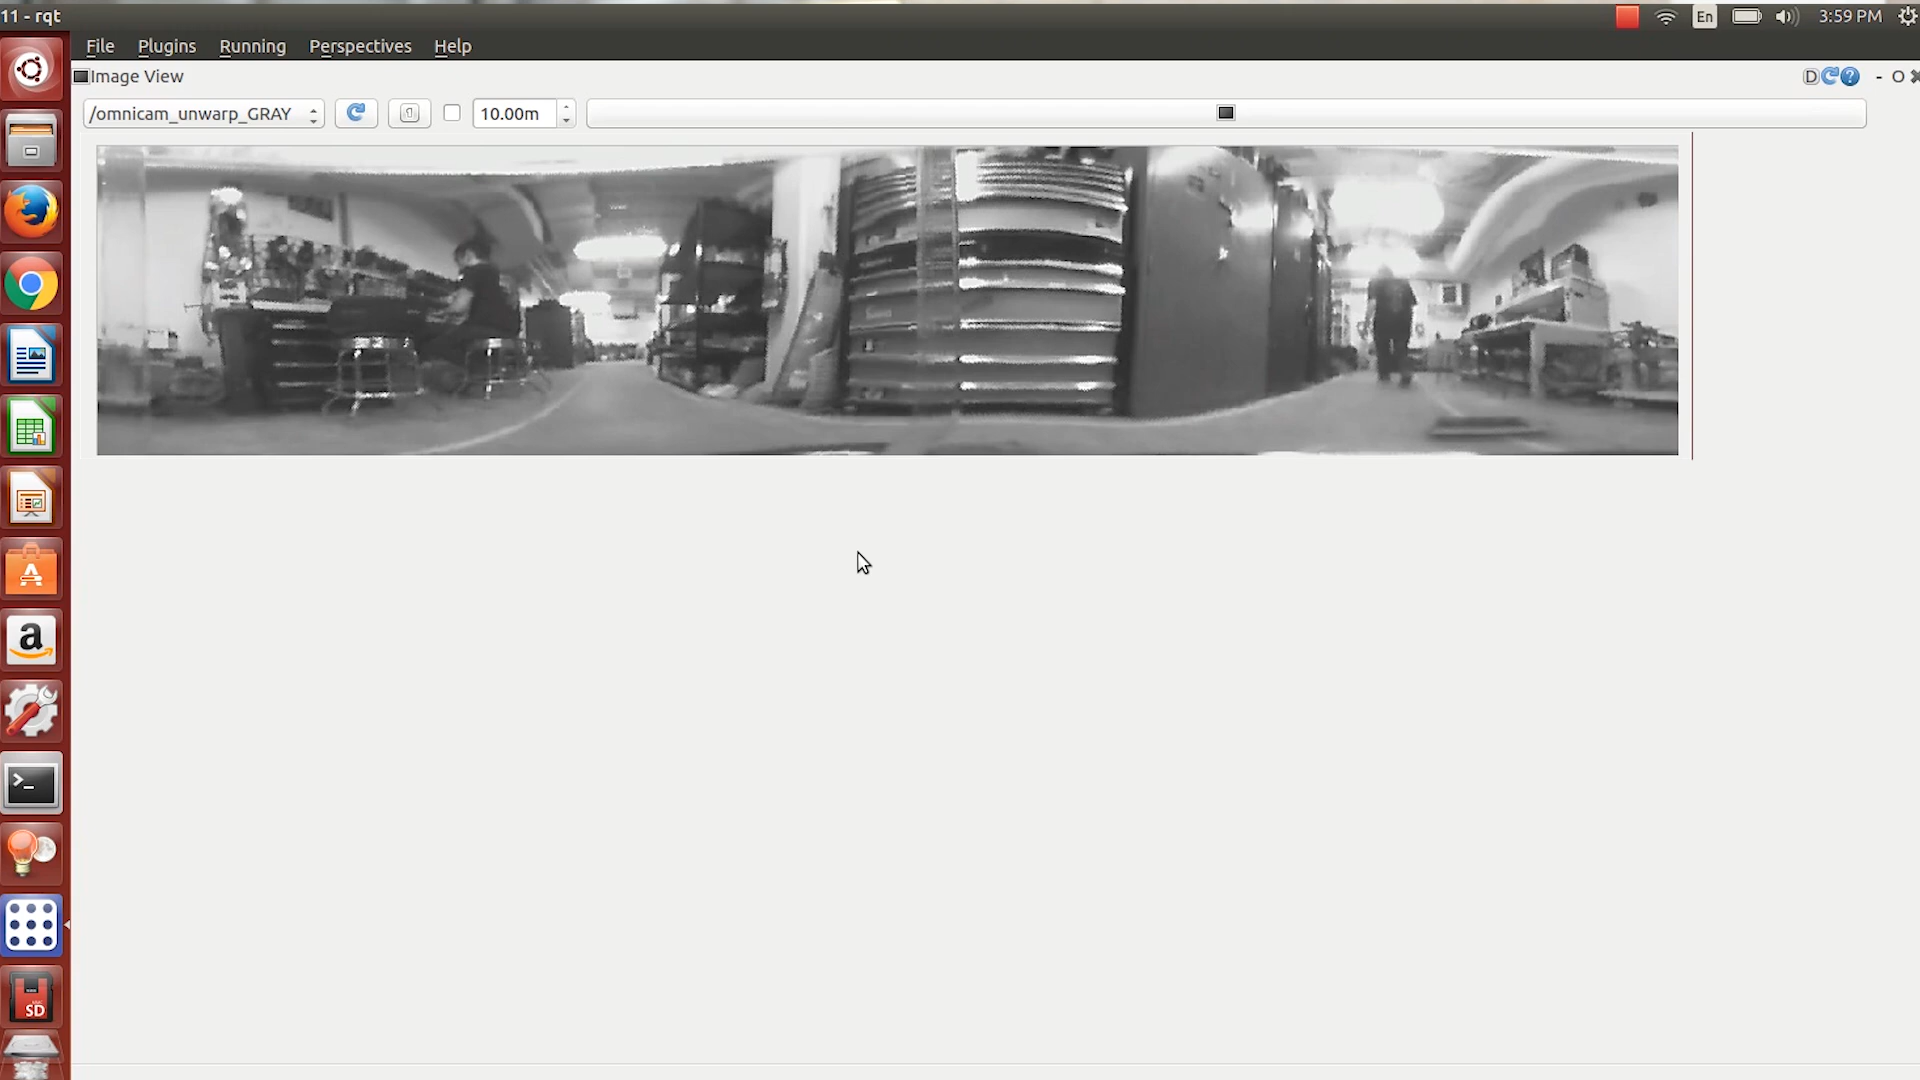 11 - rqt
En
3:59 PM
File Plugins Running Perspectives Help
Image View
D
?
- O
/omnicam_unwarp_GRAY
10.00m
A
a
>_
SD